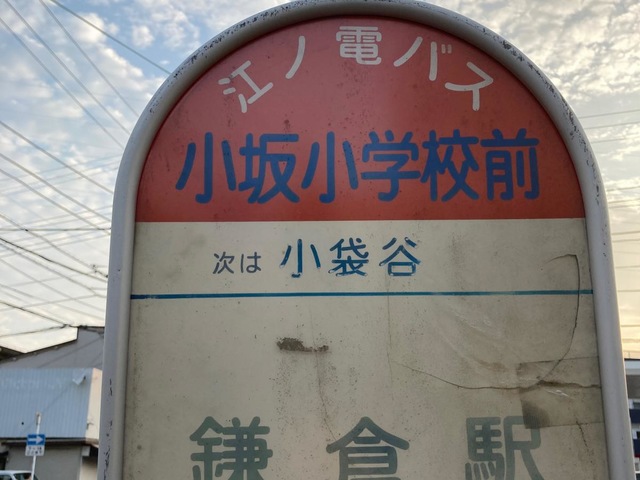 江ノ電バス
小坂小学校前
次は 小袋谷
鎌倉駅